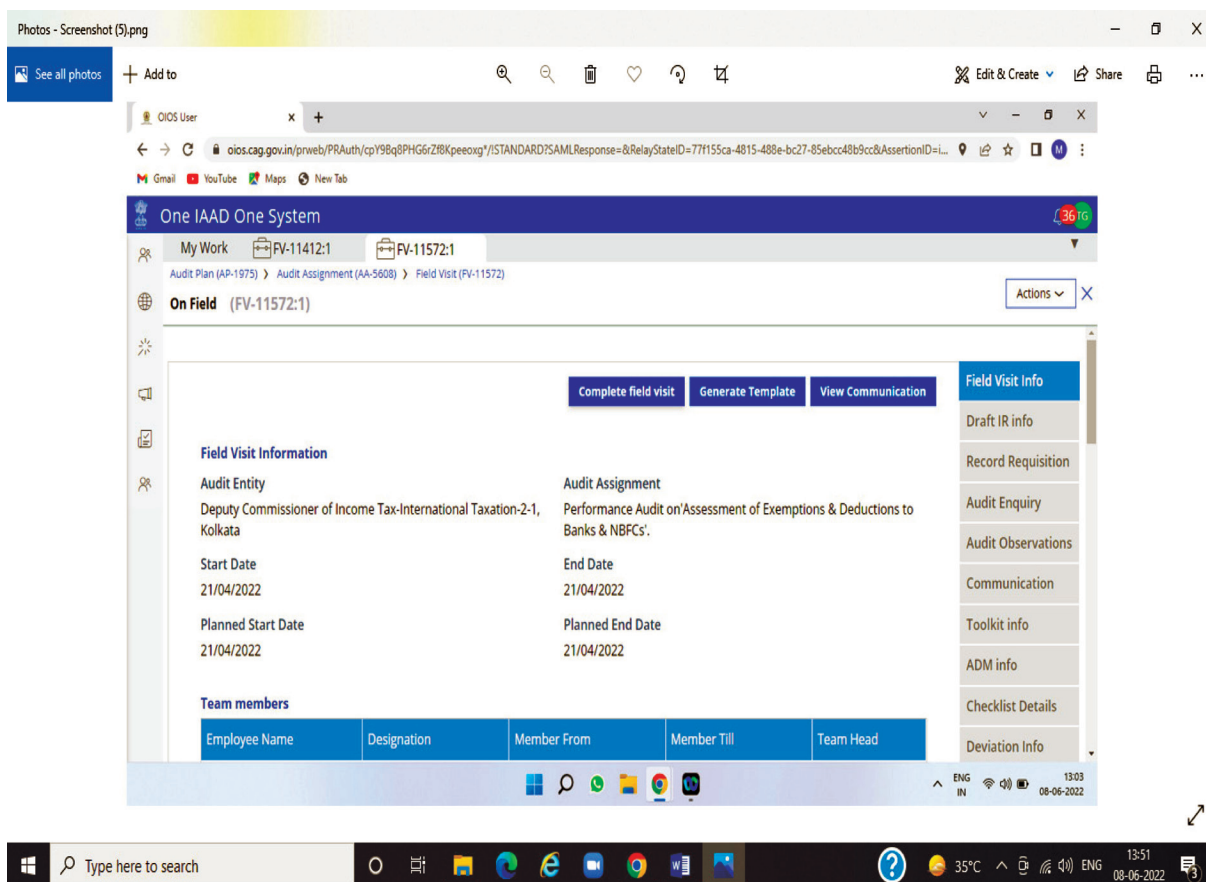 Photos - Screenshot (5).png
See all photos
Add to
Edit & Create
Share
OIOS User
oios.cag.gov.in/prweb/PRAuth/cpY9Bq8PHG6rZf8Kpeeoxg*/!STANDARD?SAMLResponse=&RelayStateID=77f155ca-4815-488e-bc27-85ebcc48b9cc&AssertionID=i...
M
Gmail YouTube Maps New Tab
One IAAD One System
36 TG
My Work FV-11412:1 FV-11572:1
Audit Plan (AP-1975) Audit Assignment (AA-5608) Field Visit (FV-11572)
On Field (FV-11572:1)
Actions
Complete field visit Generate Template View Communication
Field Visit Information
Audit Entity
Deputy Commissioner of Income Tax-International Taxation-2-1,
Kolkata
Audit Assignment
Performance Audit on'Assessment of Exemptions & Deductions to
Banks & NBFCs'.
Start Date
21/04/2022
End Date
21/04/2022
Planned Start Date
21/04/2022
Planned End Date
21/04/2022
Team members
Employee Name Designation Member From Member Till Team Head
Field Visit Info
Draft IR info
Record Requisition
Audit Enquiry
Audit Observations
Communication
Toolkit info
ADM info
Checklist Details
Deviation Info
ENG
IN
13:03
08-06-2022
Type here to search
35°C
ENG
13:51
08-06-2022
3